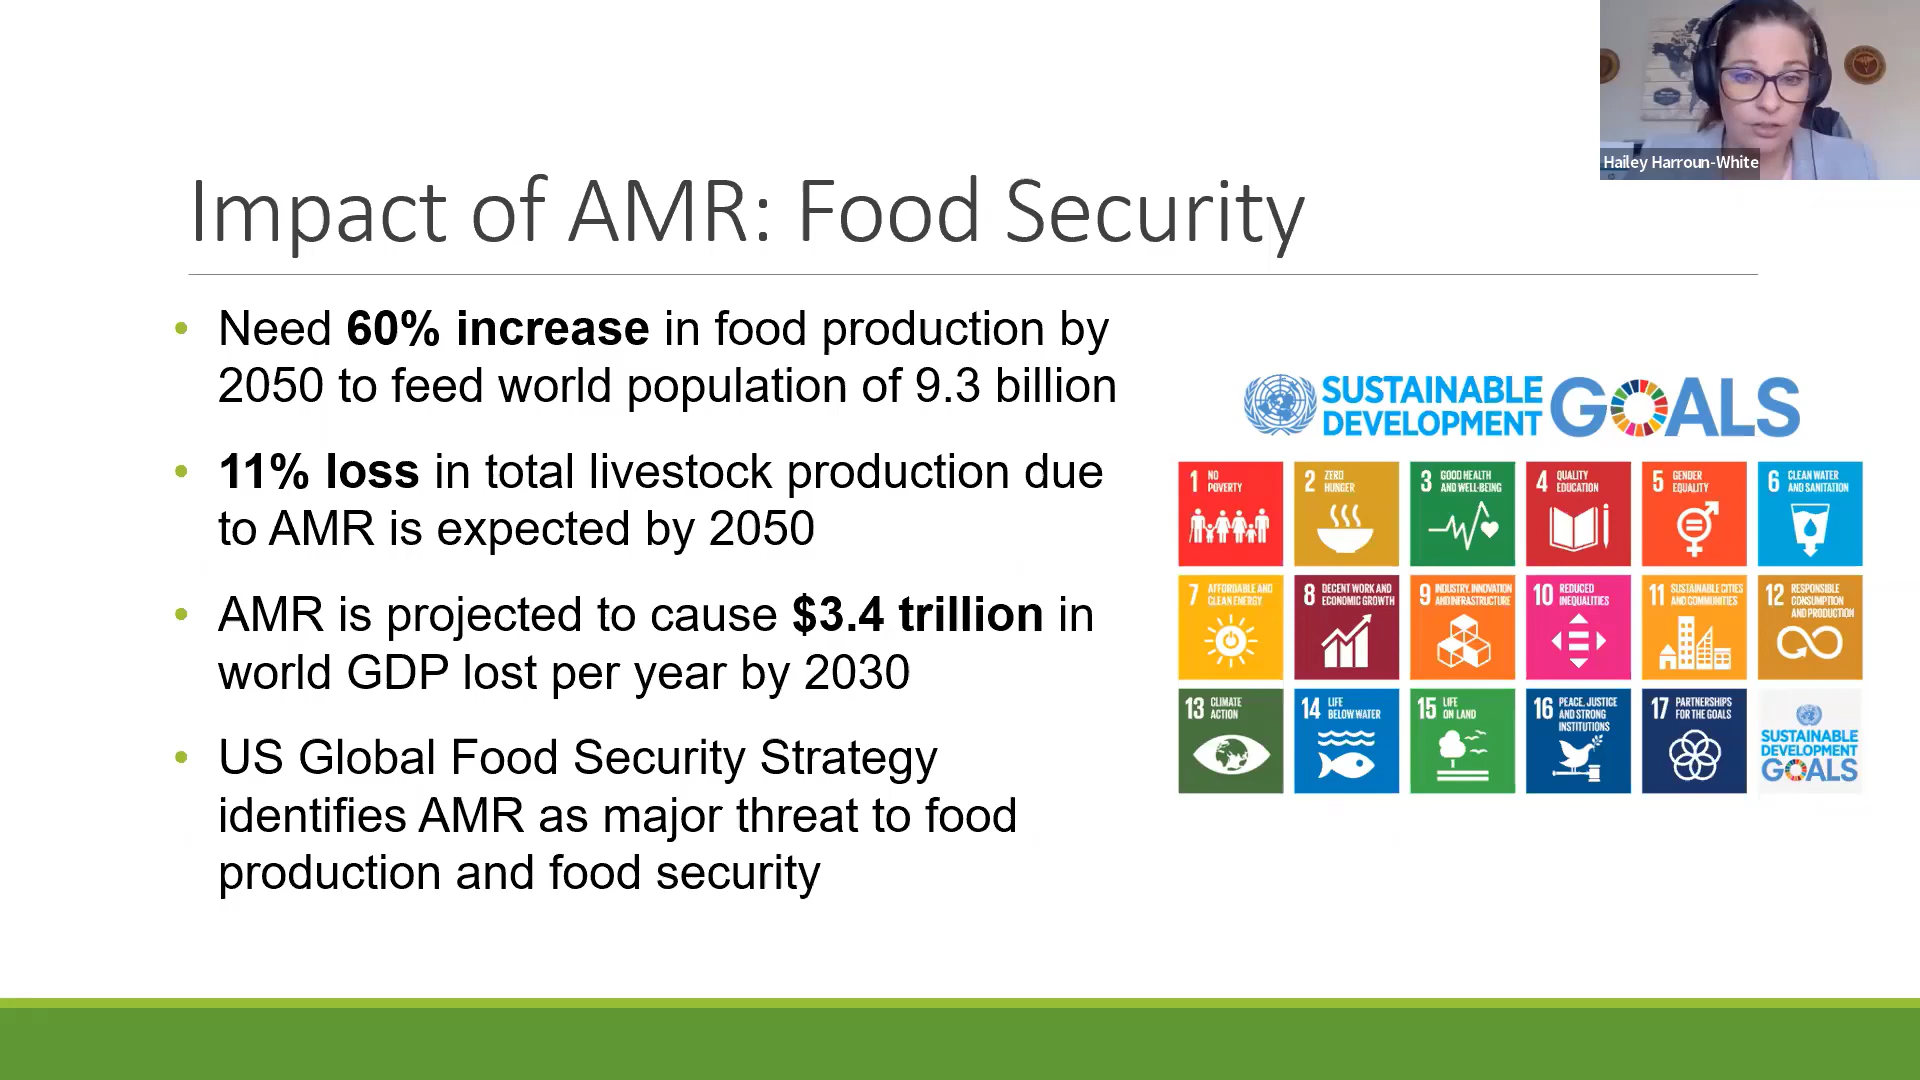 Hailey Harroun-White
Impact of AMR: Food Security
• Need 60% increase in food production by
2050 to feed world population of 9.3 billion
• 11% loss in total livestock production due
to AMR is expected by 2050
• AMR is projected to cause $3.4 trillion in
world GDP lost per year by 2030
• US Global Food Security Strategy
identifies AMR as major threat to food
production and food security
SUSTAINABLE
DEVELOPMENT
GOALS
1 NO
POVERTY
2 ZERO
HUNGER
3 GOOD HEALTH
AND WELL-BEING
4 QUALITY
EDUCATION
5 GENDER
EQUALITY
6 CLEAN WATER
AND SANITATION
7 AFFORDABLE AND
CLEAN ENERGY
8 DECENT WORK AND
ECONOMIC GROWTH
9 INDUSTRY, INNOVATION
AND INFRASTRUCTURE
10 REDUCED
INEQUALITIES
11 SUSTAINABLE CITIES
AND COMMUNITIES
12 RESPONSIBLE
CONSUMPTION
AND PRODUCTION
13 CLIMATE
ACTION
14 LIFE
BELOW WATER
15 LIFE
ON LAND
16 PEACE, JUSTICE
AND STRONG
INSTITUTIONS
17 PARTNERSHIPS
FOR THE GOALS
SUSTAINABLE
DEVELOPMENT
GOALS